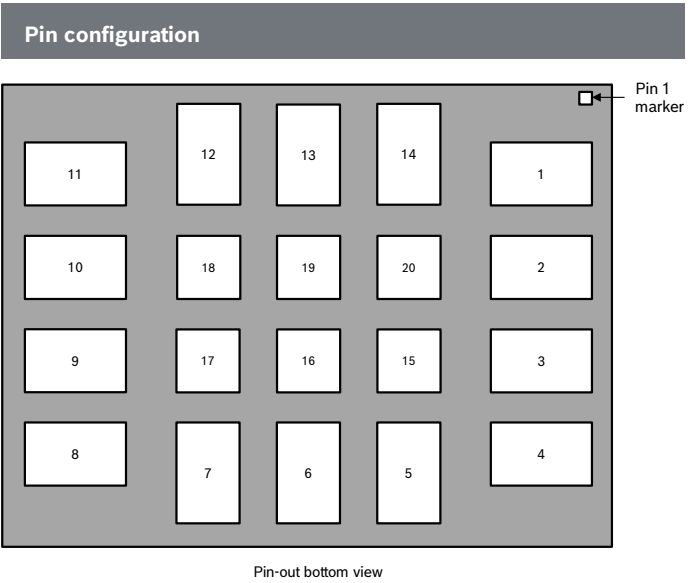 Pin configuration
Pin 1
marker
12 13 14
11 1
10 18 19 20 2
9 17 16 15 3
8 4
7 6 5
Pin-out bottom view